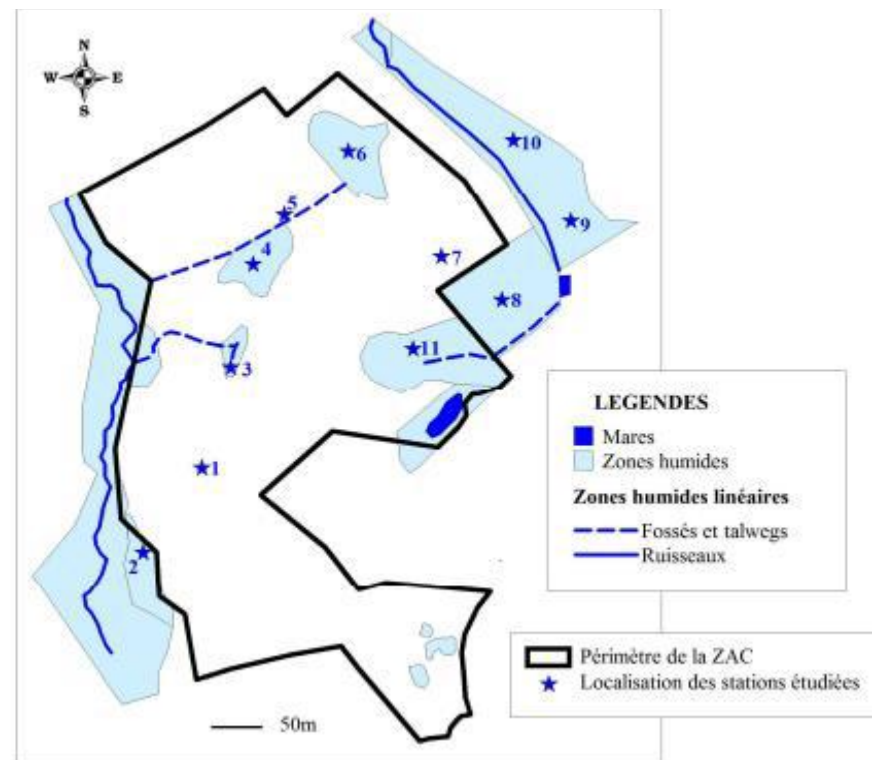 N
W E
S
10
6
5
9
4
7
8
11
3
1
2
LEGENDES
Mares
Zones humides
Zones humides linéaires
Fossés et talwegs
Ruisseaux
Périmètre de la ZAC
Localisation des stations étudiées
50m